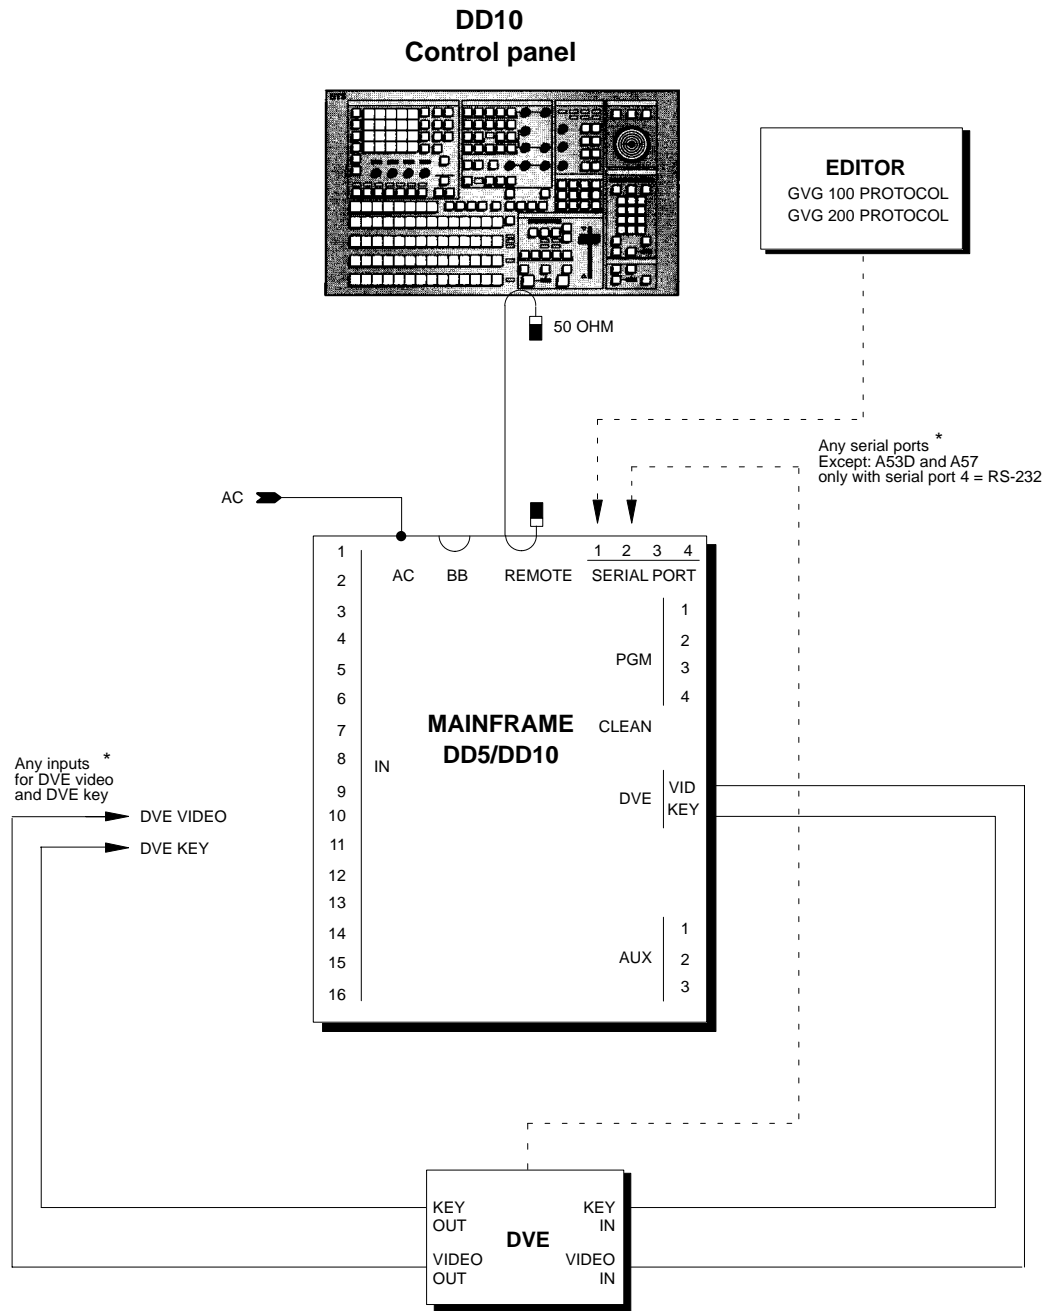 DD10
Control panel
EDITOR
GVG 100 PROTOCOL
GVG 200 PROTOCOL
50 OHM
Any serial ports *
Except: A53D and A57
only with serial port 4 = RS-232
AC
1 2 3 4
AC BB REMOTE SERIAL PORT
1
2
3
4
5
6
7
8
9
10
11
12
13
14
15
16
IN
PGM
1
2
3
4
MAINFRAME
DD5/DD10
CLEAN
DVE
VID
KEY
AUX
1
2
3
Any inputs *
for DVE video
and DVE key
DVE VIDEO
DVE KEY
KEY
OUT
KEY
IN
DVE
VIDEO
OUT
VIDEO
IN